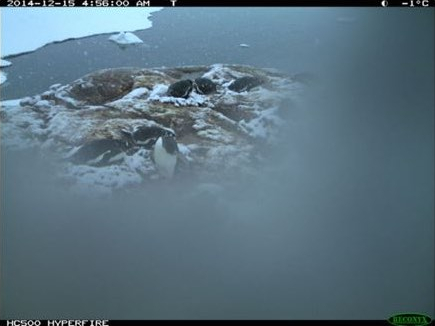 2014-12-15 4:56:00 AM T -1°C
HC500 HYPERFIRE RECONYX